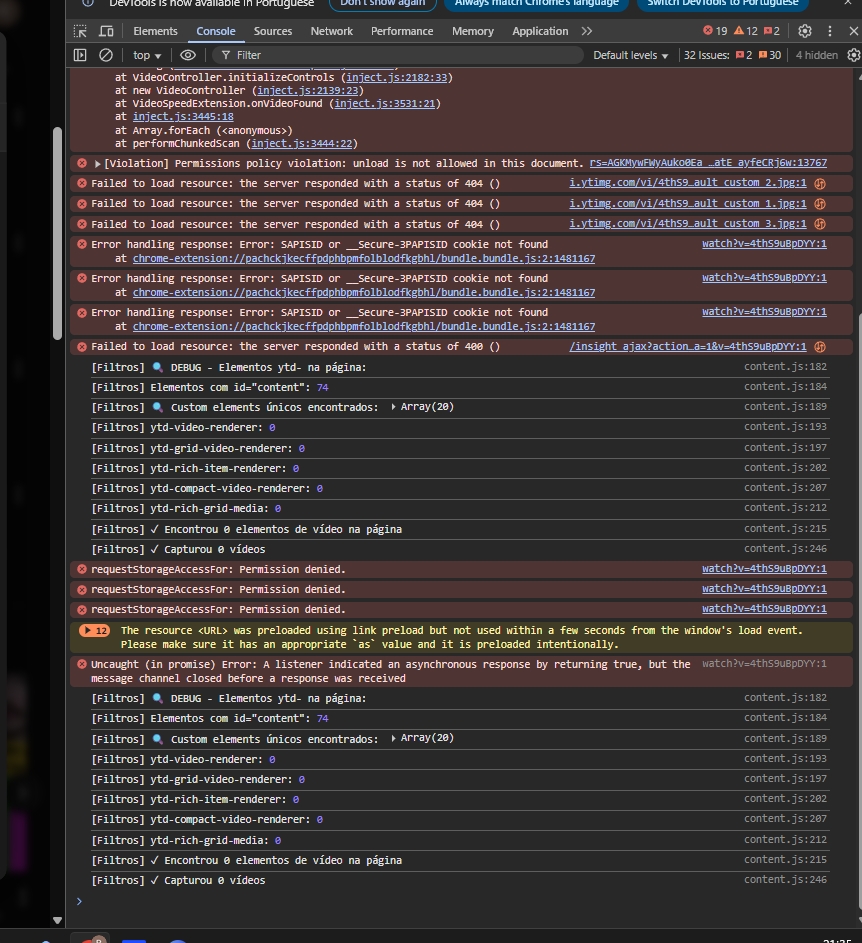 DevTools is now available in Portuguese Don't show again Always match Chrome's language Switch DevTools to Portuguese
Elements Console Sources Network Performance Memory Application 19 12 2
top Filter Default levels 32 Issues: 2 30 4 hidden
at VideoController.initializeControls (inject.js:2182:33)
at new VideoController (inject.js:2139:23)
at VideoSpeedExtension.onVideoFound (inject.js:3531:21)
at inject.js:3445:18
at Array.forEach (<anonymous>)
at performChunkedScan (inject.js:3444:22)
[Violation] Permissions policy violation: unload is not allowed in this document. rs=AGKMywFWyAuko0Ea …atE ayfeCRj6w:13767
Failed to load resource: the server responded with a status of 404 () i.ytimg.com/vi/4thS9…ault custom 2.jpg:1
Failed to load resource: the server responded with a status of 404 () i.ytimg.com/vi/4thS9…ault custom 1.jpg:1
Failed to load resource: the server responded with a status of 404 () i.ytimg.com/vi/4thS9…ault custom 3.jpg:1
Error handling response: Error: SAPISID or __Secure-3PAPISID cookie not found watch?v=4thS9uBpDYY:1
at chrome-extension://pachckjkecffpdphbpmfolblodfkgbhl/bundle.bundle.js:2:1481167
Error handling response: Error: SAPISID or __Secure-3PAPISID cookie not found watch?v=4thS9uBpDYY:1
at chrome-extension://pachckjkecffpdphbpmfolblodfkgbhl/bundle.bundle.js:2:1481167
Error handling response: Error: SAPISID or __Secure-3PAPISID cookie not found watch?v=4thS9uBpDYY:1
at chrome-extension://pachckjkecffpdphbpmfolblodfkgbhl/bundle.bundle.js:2:1481167
Failed to load resource: the server responded with a status of 400 () /insight ajax?action…a=1&v=4thS9uBpDYY:1
[Filtros] 🔍 DEBUG - Elementos ytd- na página: content.js:182
[Filtros] Elementos com id="content": 74 content.js:184
[Filtros] 🔍 Custom elements únicos encontrados: ▶ Array(20) content.js:189
[Filtros] ytd-video-renderer: 0 content.js:193
[Filtros] ytd-grid-video-renderer: 0 content.js:197
[Filtros] ytd-rich-item-renderer: 0 content.js:202
[Filtros] ytd-compact-video-renderer: 0 content.js:207
[Filtros] ytd-rich-grid-media: 0 content.js:212
[Filtros] ✓ Encontrou 0 elementos de vídeo na página content.js:215
[Filtros] ✓ Capturou 0 vídeos content.js:246
requestStorageAccessFor: Permission denied. watch?v=4thS9uBpDYY:1
requestStorageAccessFor: Permission denied. watch?v=4thS9uBpDYY:1
requestStorageAccessFor: Permission denied. watch?v=4thS9uBpDYY:1
12 The resource <URL> was preloaded using link preload but not used within a few seconds from the window's load event.
Please make sure it has an appropriate `as` value and it is preloaded intentionally.
Uncaught (in promise) Error: A listener indicated an asynchronous response by returning true, but the watch?v=4thS9uBpDYY:1
message channel closed before a response was received
[Filtros] 🔍 DEBUG - Elementos ytd- na página: content.js:182
[Filtros] Elementos com id="content": 74 content.js:184
[Filtros] 🔍 Custom elements únicos encontrados: ▶ Array(20) content.js:189
[Filtros] ytd-video-renderer: 0 content.js:193
[Filtros] ytd-grid-video-renderer: 0 content.js:197
[Filtros] ytd-rich-item-renderer: 0 content.js:202
[Filtros] ytd-compact-video-renderer: 0 content.js:207
[Filtros] ytd-rich-grid-media: 0 content.js:212
[Filtros] ✓ Encontrou 0 elementos de vídeo na página content.js:215
[Filtros] ✓ Capturou 0 vídeos content.js:246